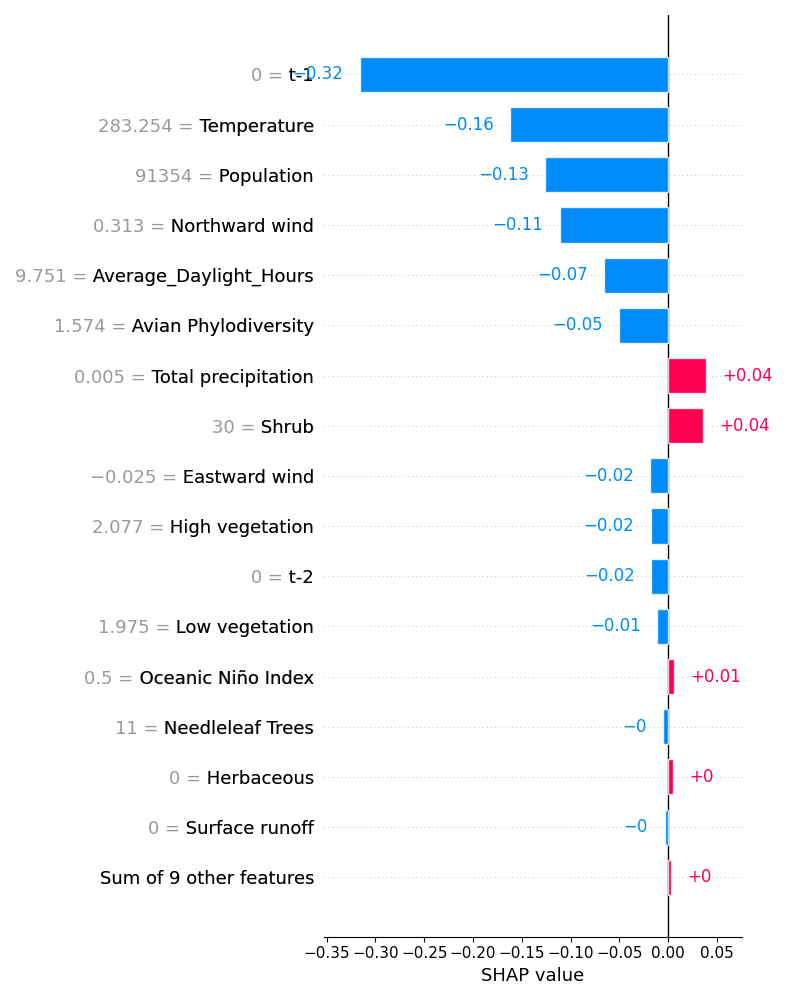 0 = t-1 −0.32
283.254 = Temperature −0.16
91354 = Population −0.13
0.313 = Northward wind −0.11
9.751 = Average_Daylight_Hours −0.07
1.574 = Avian Phylodiversity −0.05
0.005 = Total precipitation +0.04
30 = Shrub +0.04
−0.025 = Eastward wind −0.02
2.077 = High vegetation −0.02
0 = t-2 −0.02
1.975 = Low vegetation −0.01
0.5 = Oceanic Niño Index +0.01
11 = Needleleaf Trees −0
0 = Herbaceous +0
0 = Surface runoff −0
Sum of 9 other features +0
−0.35 −0.30 −0.25 −0.20 −0.15 −0.10 −0.05 0.00 0.05
SHAP value